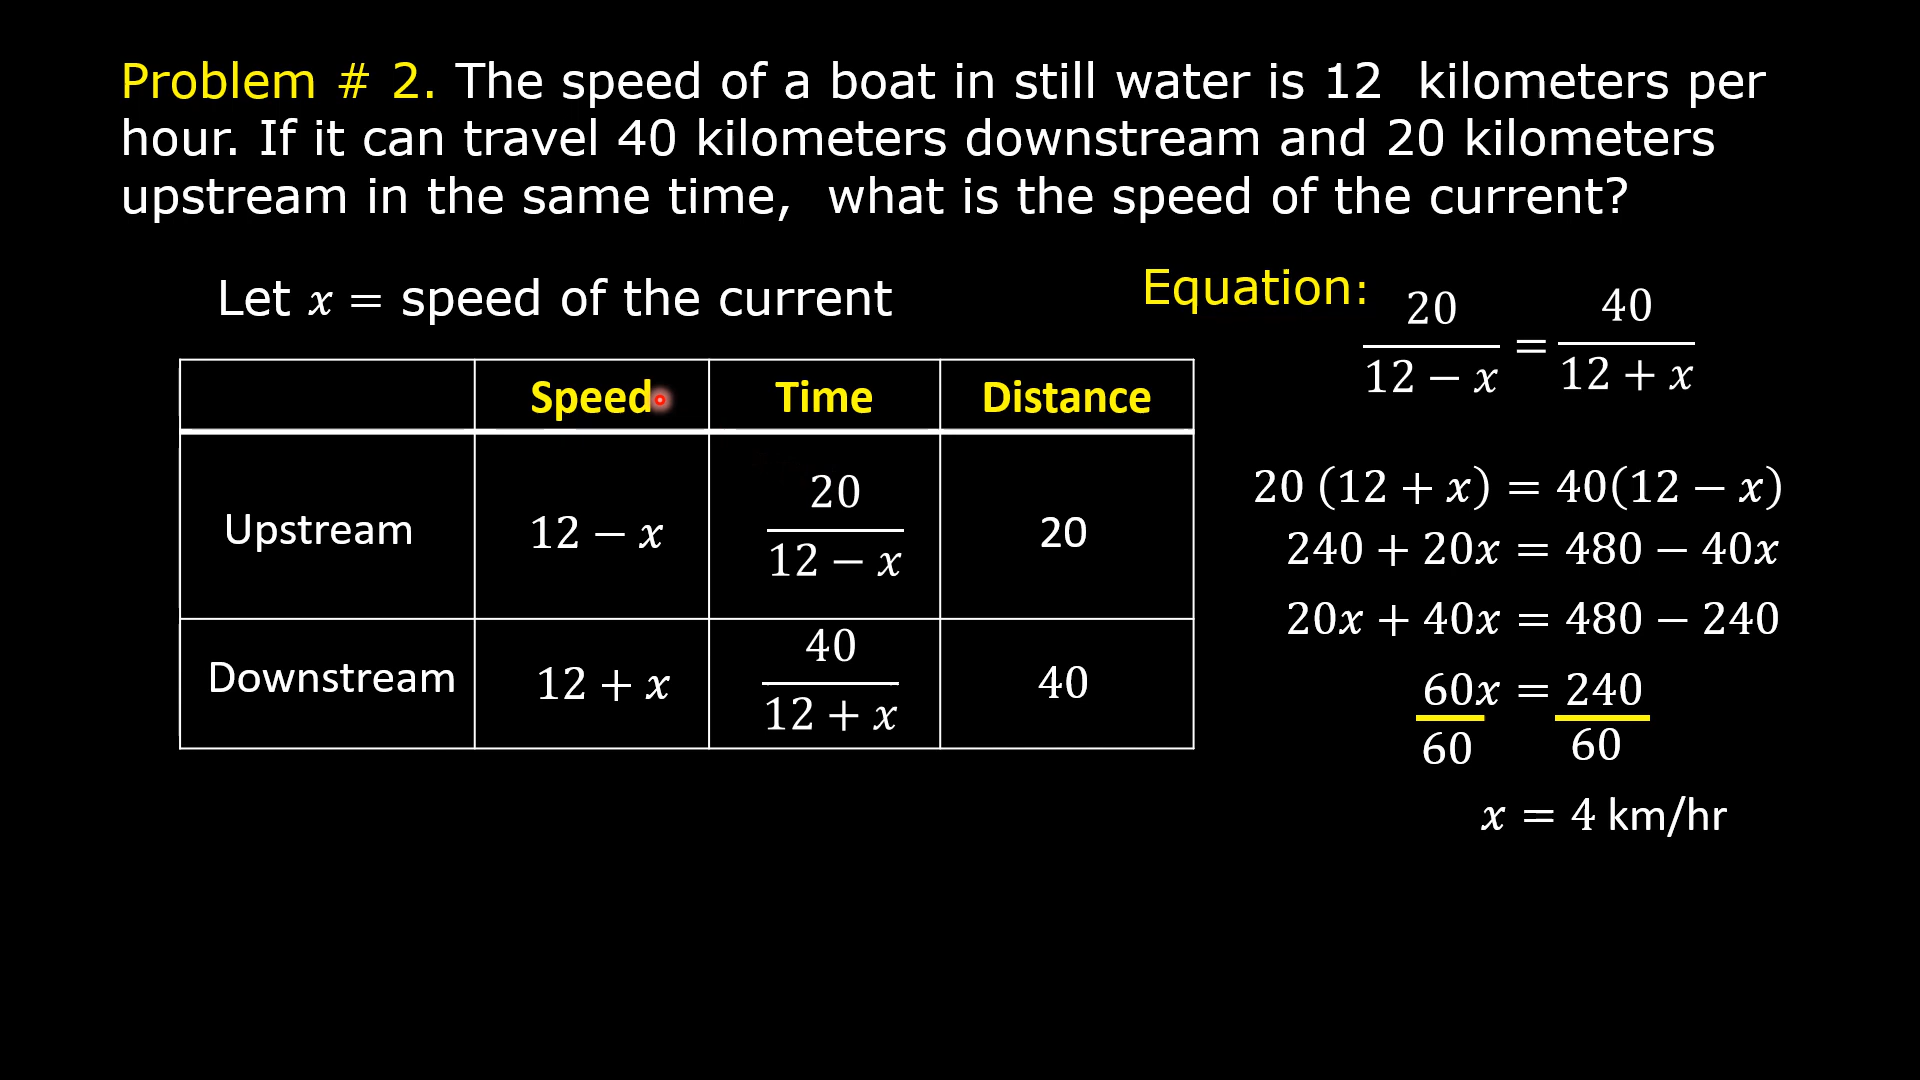 Problem # 2. The speed of a boat in still water is 12 kilometers per
hour. If it can travel 40 kilometers downstream and 20 kilometers
upstream in the same time, what is the speed of the current?
Let x = speed of the current
Speed Time Distance
Upstream 12 − x 20/(12 − x) 20
Downstream 12 + x 40/(12 + x) 40
Equation: 20/(12 − x) = 40/(12 + x)
20 (12 + x) = 40(12 − x)
240 + 20x = 480 − 40x
20x + 40x = 480 − 240
60x = 240
60 60
x = 4 km/hr